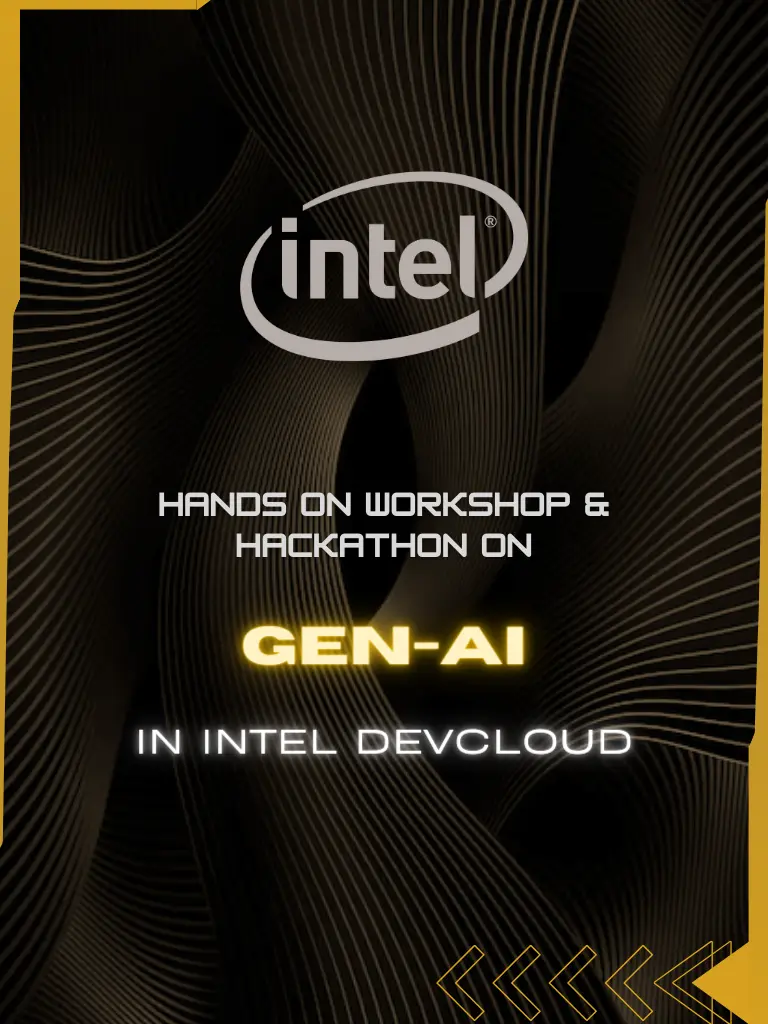 intel®
HANDS ON WORKSHOP &
HACKATHON ON
GEN-AI
IN INTEL DEVCLOUD